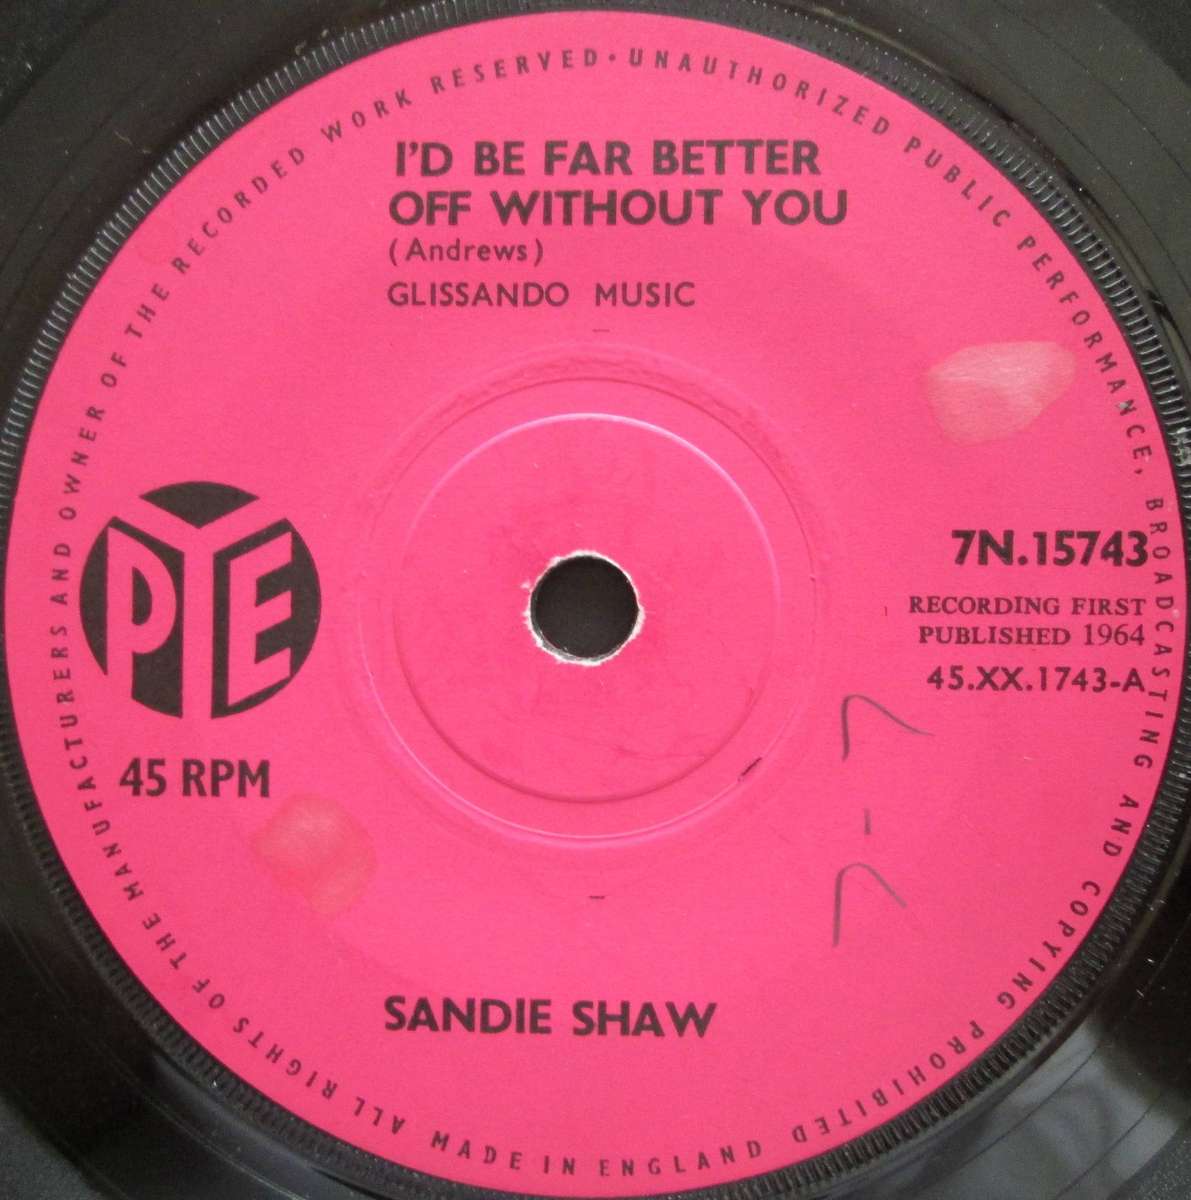 ALL RIGHTS OF THE MANUFACTURERS AND OWNER OF THE RECORDED WORK RESERVED • UNAUTHORIZED PUBLIC PERFORMANCE, BROADCASTING AND COPYING PROHIBITED
I'D BE FAR BETTER
OFF WITHOUT YOU
(Andrews)
GLISSANDO MUSIC
PYE
45 RPM
7N.15743
RECORDING FIRST
PUBLISHED 1964
45.XX.1743-A
SANDIE SHAW
MADE IN ENGLAND